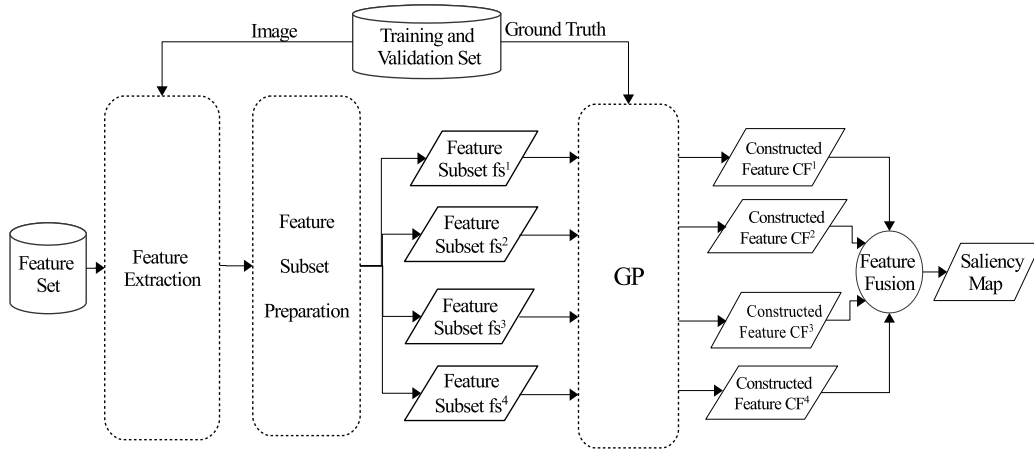 Image
Training and
Validation Set
Ground Truth
Feature
Set
Feature
Extraction
Feature
Subset
Preparation
Feature
Subset fs¹
Feature
Subset fs²
Feature
Subset fs³
Feature
Subset fs⁴
GP
Constructed
Feature CF¹
Constructed
Feature CF²
Constructed
Feature CF³
Constructed
Feature CF⁴
Feature
Fusion
Saliency
Map